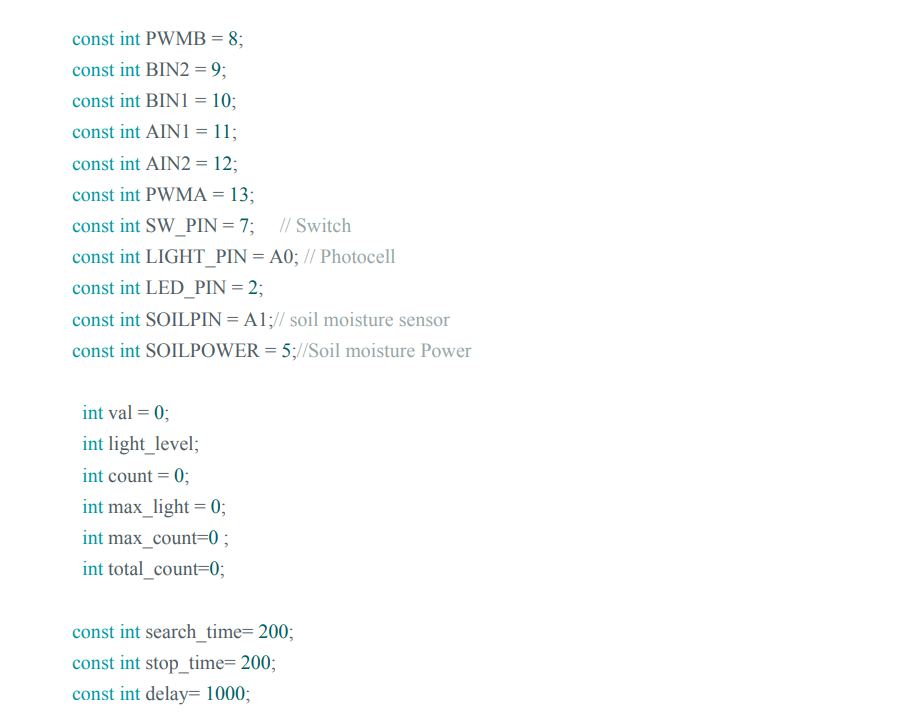 const int PWMB = 8;
const int BIN2 = 9;
const int BIN1 = 10;
const int AIN1 = 11;
const int AIN2 = 12;
const int PWMA = 13;
const int SW_PIN = 7; // Switch
const int LIGHT_PIN = A0; // Photocell
const int LED_PIN = 2;
const int SOILPIN = A1;// soil moisture sensor
const int SOILPOWER = 5;//Soil moisture Power
int val = 0;
int light_level;
int count = 0;
int max_light = 0;
int max_count=0 ;
int total_count=0;
const int search_time= 200;
const int stop_time= 200;
const int delay= 1000;